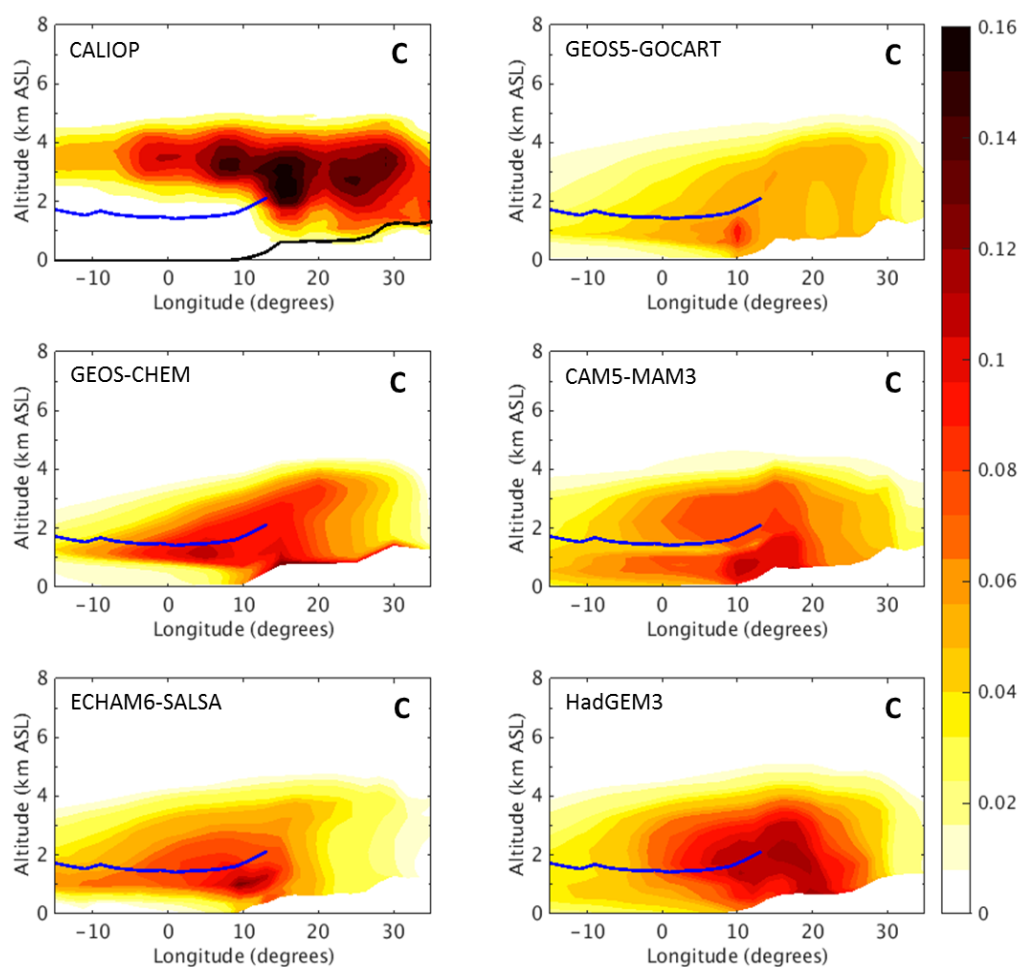 CALIOP
C
8
6
4
2
0
Altitude (km ASL)
−10 0 10 20 30
Longitude (degrees)
GEOS5-GOCART
C
8
6
4
2
0
Altitude (km ASL)
−10 0 10 20 30
Longitude (degrees)
GEOS-CHEM
C
8
6
4
2
0
Altitude (km ASL)
−10 0 10 20 30
Longitude (degrees)
CAM5-MAM3
C
8
6
4
2
0
Altitude (km ASL)
−10 0 10 20 30
Longitude (degrees)
ECHAM6-SALSA
C
8
6
4
2
0
Altitude (km ASL)
−10 0 10 20 30
Longitude (degrees)
HadGEM3
C
8
6
4
2
0
Altitude (km ASL)
−10 0 10 20 30
Longitude (degrees)
0.16
0.14
0.12
0.1
0.08
0.06
0.04
0.02
0